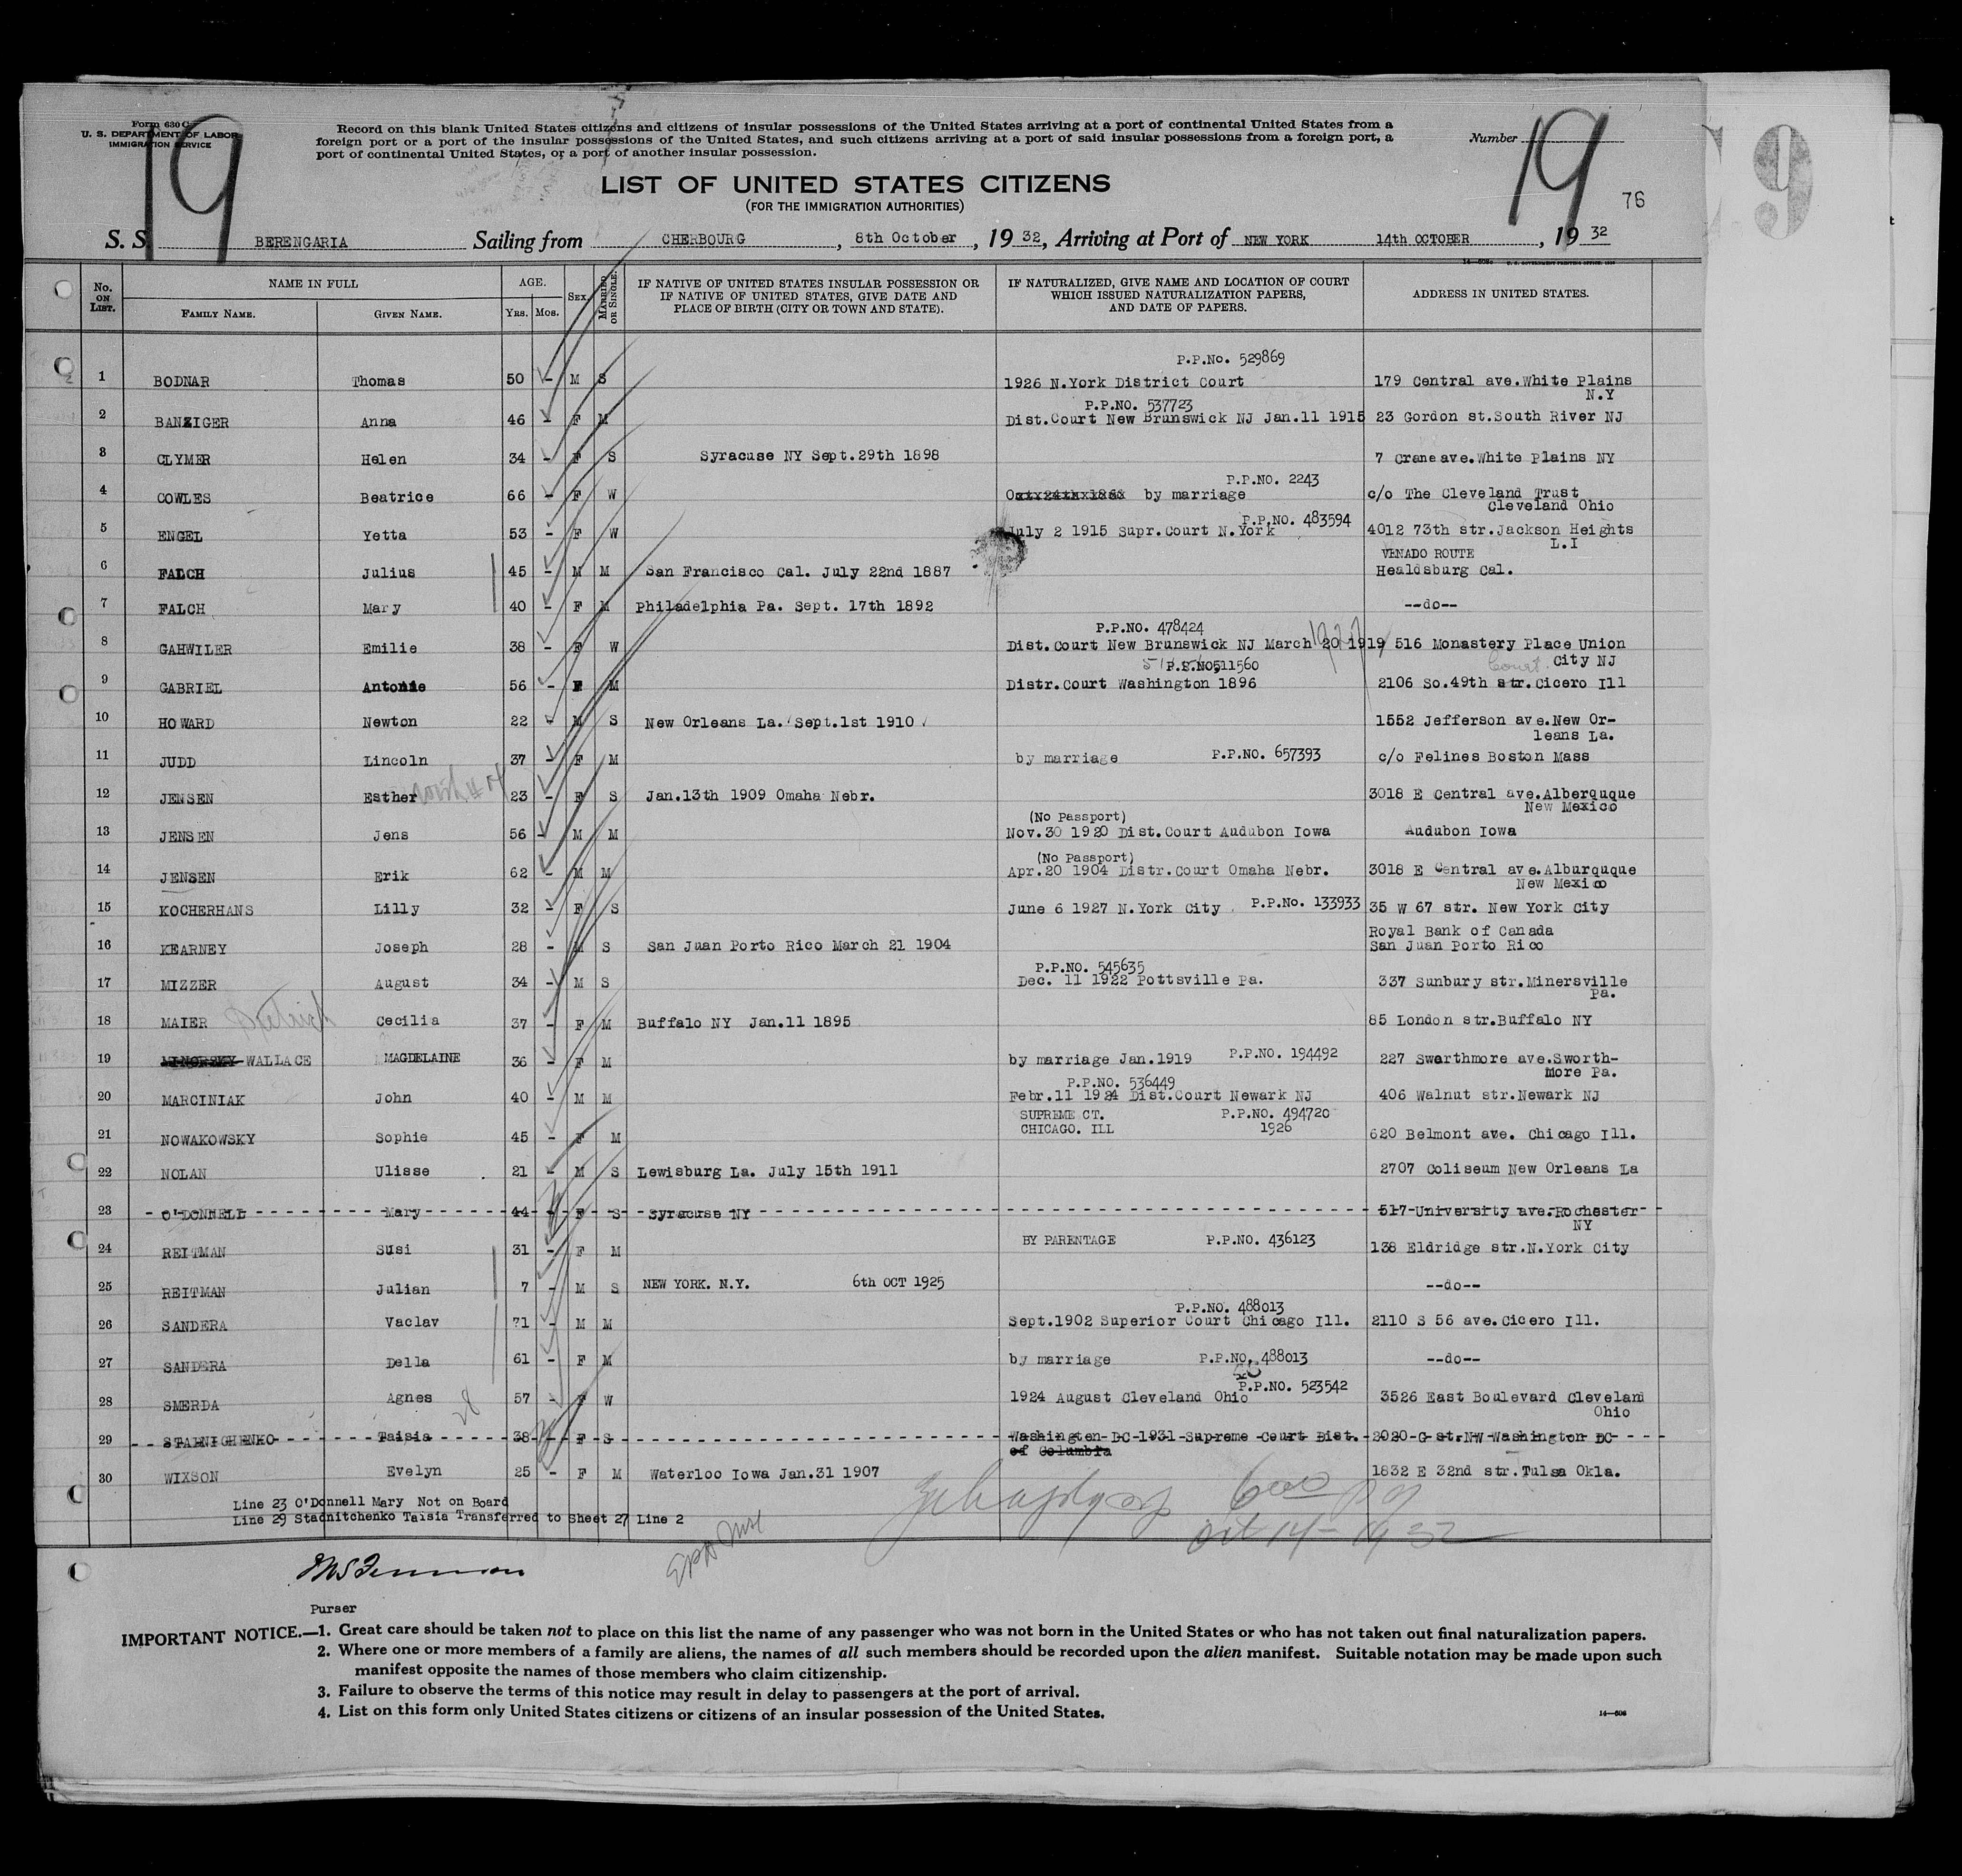 Form 630 C
U. S. DEPARTMENT OF LABOR
IMMIGRATION SERVICE
19
Record on this blank United States citizens and citizens of insular possessions of the United States arriving at a port of continental United States from a
foreign port or a port of the insular possessions of the United States, and such citizens arriving at a port of said insular possessions from a foreign port, a
port of continental United States, or a port of another insular possession.
Number
19
76
9
LIST OF UNITED STATES CITIZENS
(FOR THE IMMIGRATION AUTHORITIES)
S. S. BERENGARIA Sailing from CHERBOURG, 8th October, 1932, Arriving at Port of NEW YORK 14th OCTOBER, 1932
No. ON LIST. NAME IN FULL FAMILY NAME. GIVEN NAME. AGE. YRS. MOS. SEX. MARRIED OR SINGLE. IF NATIVE OF UNITED STATES INSULAR POSSESSION OR IF NATIVE OF UNITED STATES, GIVE DATE AND PLACE OF BIRTH (CITY OR TOWN AND STATE). IF NATURALIZED, GIVE NAME AND LOCATION OF COURT WHICH ISSUED NATURALIZATION PAPERS, AND DATE OF PAPERS. ADDRESS IN UNITED STATES.
P.P.No. 529869
1 BODNAR Thomas 50 - M S 1926 N.York District Court 179 Central ave.White Plains
N.Y
P.P.NO. 537723
2 BANZIGER Anna 46 - F M Dist.Court New Brunswick NJ Jan.11 1915 23 Gordon st.South River NJ
3 CLYMER Helen 34 - F S Syracuse NY Sept.29th 1898 7 Crane ave.White Plains NY
P.P.NO. 2243
4 COWLES Beatrice 66 - F W by marriage c/o The Cleveland Trust
Cleveland Ohio
P.P.NO. 483594
5 ENGEL Yetta 53 - F W July 2 1915 Supr.Court N.York 4012 73th str.Jackson Heights
L.I
VENADO ROUTE
6 FALCH Julius 45 - M M San Francisco Cal. July 22nd 1887 Healdsburg Cal.
7 FALCH Mary 40 - F M Philadelphia Pa. Sept. 17th 1892 --do--
P.P.NO. 478424
8 GAHWILER Emilie 38 - F W Dist.Court New Brunswick NJ March 20 1919 516 Monastery Place Union
Court City NJ
P.S.NO511560
9 GABRIEL Antonie 56 - F M Distr.Court Washington 1896 2106 So.49th str.Cicero Ill
10 HOWARD Newton 22 - M S New Orleans La. Sept.1st 1910 1552 Jefferson ave.New Or-
leans La.
11 JUDD Lincoln 37 - F M by marriage P.P.NO. 657393 c/o Felines Boston Mass
12 JENSEN Esther 23 - F S Jan.13th 1909 Omaha Nebr. 3018 E Central ave.Alberquque
New Mexico
(No Passport)
13 JENSEN Jens 56 - M M Nov.30 1920 Dist.Court Audubon Iowa Audubon Iowa
(No Passport)
14 JENSEN Erik 62 - M M Apr.20 1904 Distr.Court Omaha Nebr. 3018 E Central ave.Alburquque
New Mexico
15 KOCHERHANS Lilly 32 - F S June 6 1927 N.York City P.P.No. 133933 35 W 67 str. New York City
Royal Bank of Canada
16 KEARNEY Joseph 28 - M S San Juan Porto Rico March 21 1904 San Juan Porto Rico
P.P.NO. 545635
17 MIZZER August 34 - M S Dec. 11 1922 Pottsville Pa. 337 Sunbury str.Minersville
Pa.
18 MAIER Cecilia 37 - F M Buffalo NY Jan.11 1895 85 London str.Buffalo NY
19 MINORSKY WALLACE MAGDELAINE 36 - F M by marriage Jan.1919 P.P.NO. 194492 227 Swarthmore ave.Sworth-
more Pa.
P.P.NO. 536449
20 MARCINIAK John 40 - M M Febr.11 1924 Dist.Court Newark NJ 406 Walnut str.Newark NJ
SUPREME CT. P.P.NO. 494720
CHICAGO. ILL 1926
21 NOWAKOWSKY Sophie 45 - F M 620 Belmont ave. Chicago Ill.
22 NOLAN Ulisse 21 - M S Lewisburg La. July 15th 1911 2707 Coliseum New Orleans La
23 O'DONNELL Mary 44 - F S Syracuse NY 517 University ave.Rochester
NY
24 REITMAN Susi 31 - F M BY PARENTAGE P.P.NO. 436123 138 Eldridge str.N.York City
25 REITMAN Julian 7 - M S NEW YORK. N.Y. 6th OCT 1925 --do--
P.P.NO. 488013
26 SANDERA Vaclav 71 - M M Sept.1902 Superior Court Chicago Ill. 2110 S 56 ave.Cicero Ill.
27 SANDERA Della 61 - F M by marriage P.P.NO. 488013 --do--
P.P.NO. 523542
28 SMERDA Agnes 57 - F W 1924 August Cleveland Ohio 3526 East Boulevard Cleveland
Ohio
28
29 STADNICHENKO Taisia 38 - F S Washington DC 1931 Supreme Court Dist. 2020 G st.NW Washington DC
of Columbia
30 WIXSON Evelyn 25 - F M Waterloo Iowa Jan.31 1907 1832 E 32nd str.Tulsa Okla.
Line 23 O'Donnell Mary Not on Board
Line 29 Stadnitchenko Taisia Transferred to Sheet 27 Line 2
Oct 14 - 1932
Purser
IMPORTANT NOTICE.—1. Great care should be taken not to place on this list the name of any passenger who was not born in the United States or who has not taken out final naturalization papers.
2. Where one or more members of a family are aliens, the names of all such members should be recorded upon the alien manifest. Suitable notation may be made upon such
manifest opposite the names of those members who claim citizenship.
3. Failure to observe the terms of this notice may result in delay to passengers at the port of arrival.
4. List on this form only United States citizens or citizens of an insular possession of the United States.
14—606